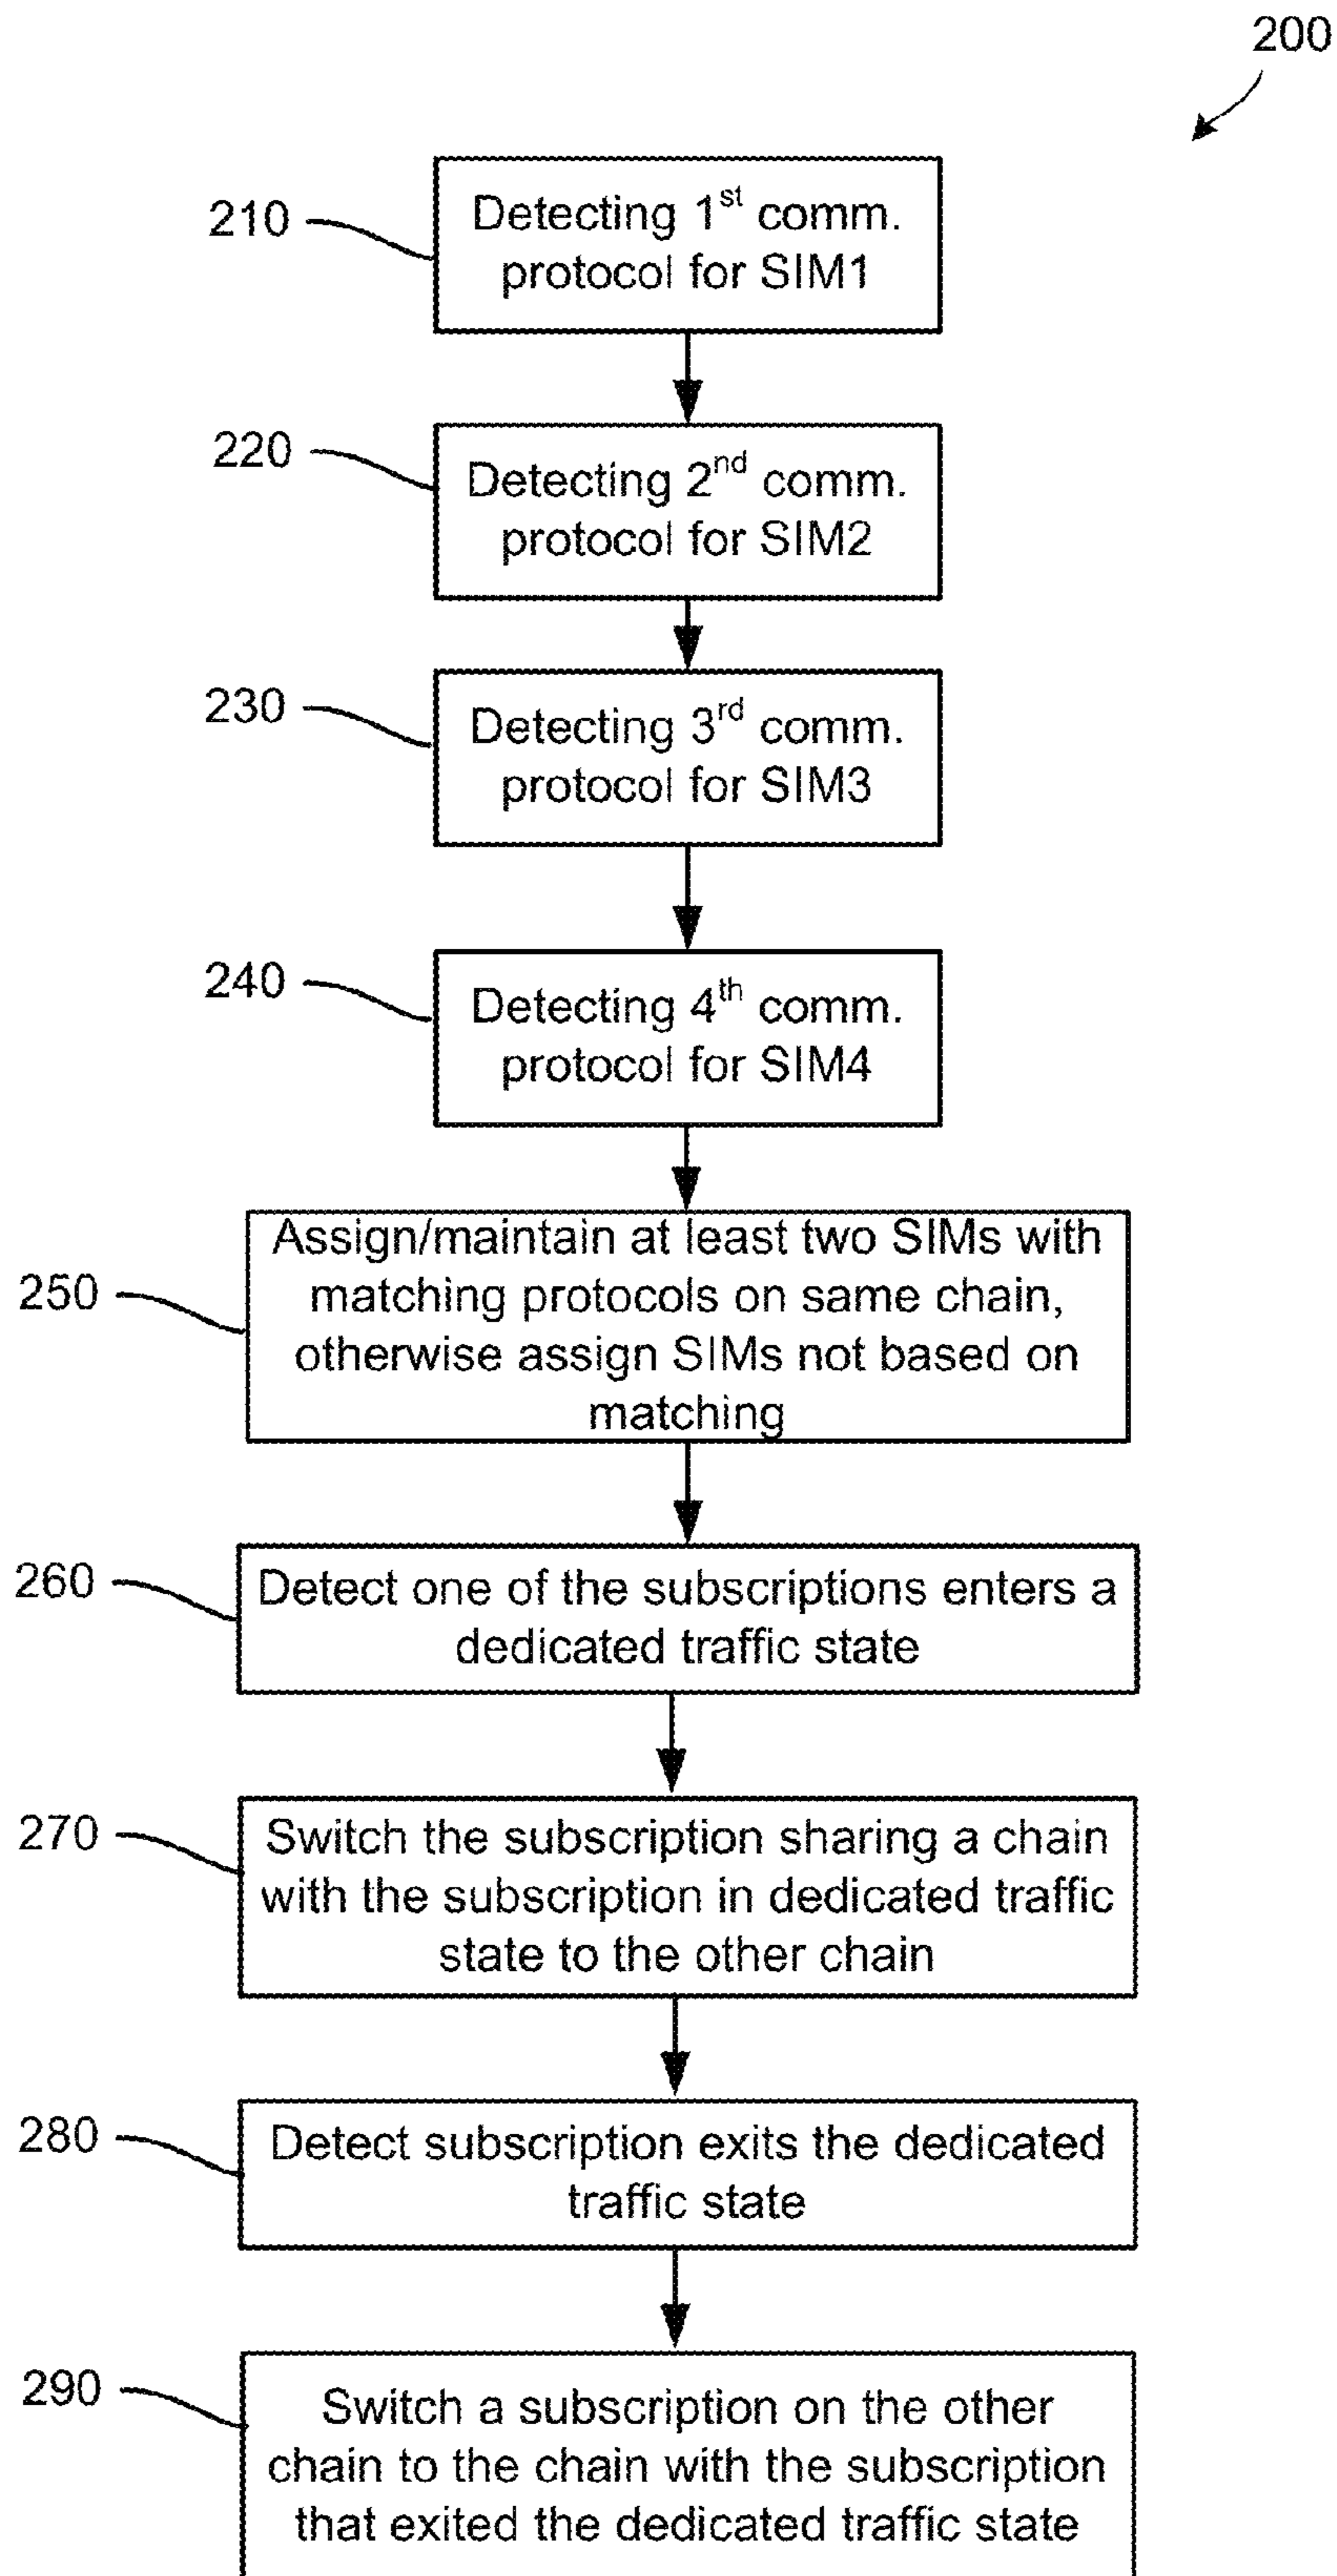 200
210
Detecting 1st comm.
protocol for SIM1
220
Detecting 2nd comm.
protocol for SIM2
230
Detecting 3rd comm.
protocol for SIM3
240
Detecting 4th comm.
protocol for SIM4
250
Assign/maintain at least two SIMs with
matching protocols on same chain,
otherwise assign SIMs not based on
matching
260
Detect one of the subscriptions enters a
dedicated traffic state
270
Switch the subscription sharing a chain
with the subscription in dedicated traffic
state to the other chain
280
Detect subscription exits the dedicated
traffic state
290
Switch a subscription on the other
chain to the chain with the subscription
that exited the dedicated traffic state